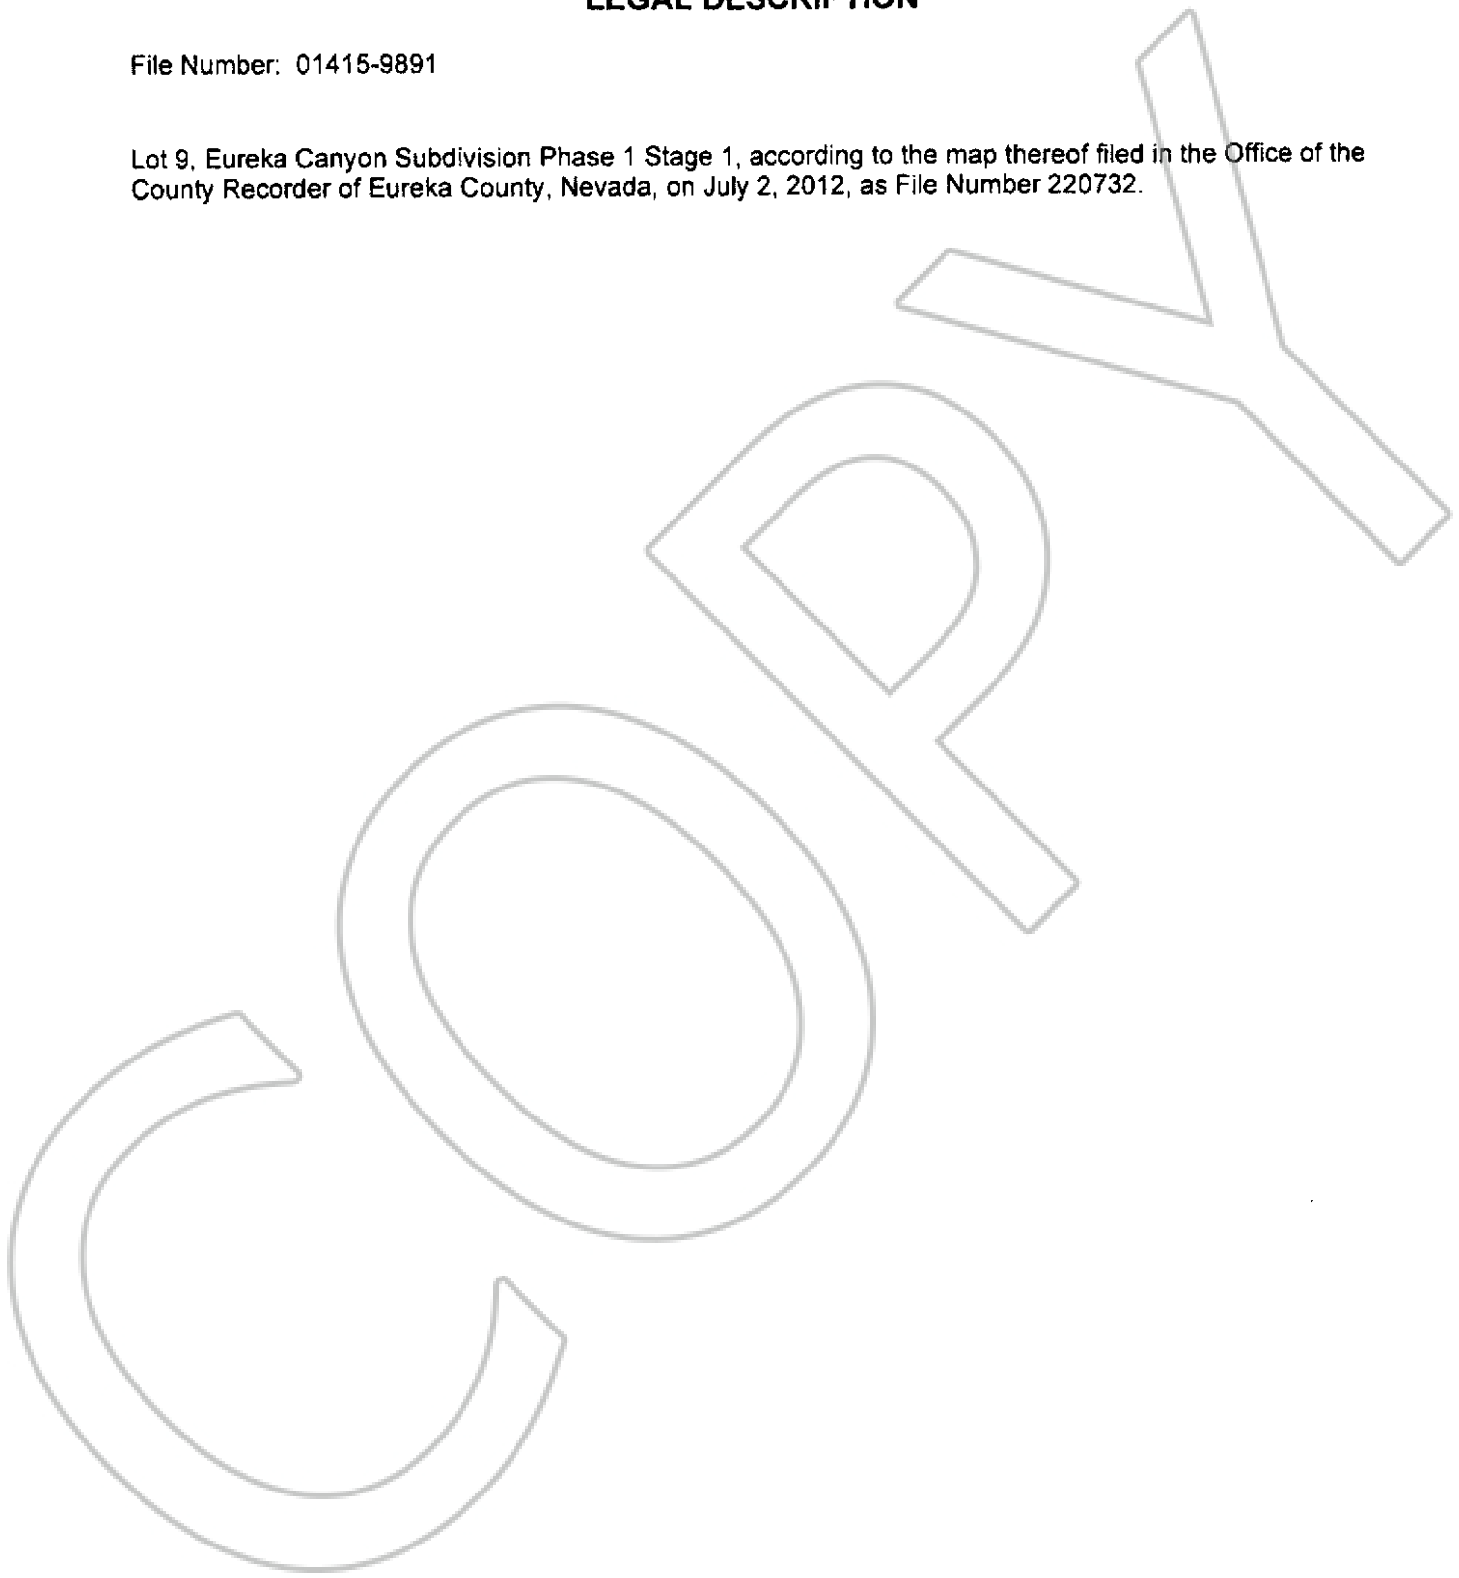 LEGAL DESCRIPTION
File Number: 01415-9891
Lot 9, Eureka Canyon Subdivision Phase 1 Stage 1, according to the map thereof filed in the Office of the
County Recorder of Eureka County, Nevada, on July 2, 2012, as File Number 220732.
COPY